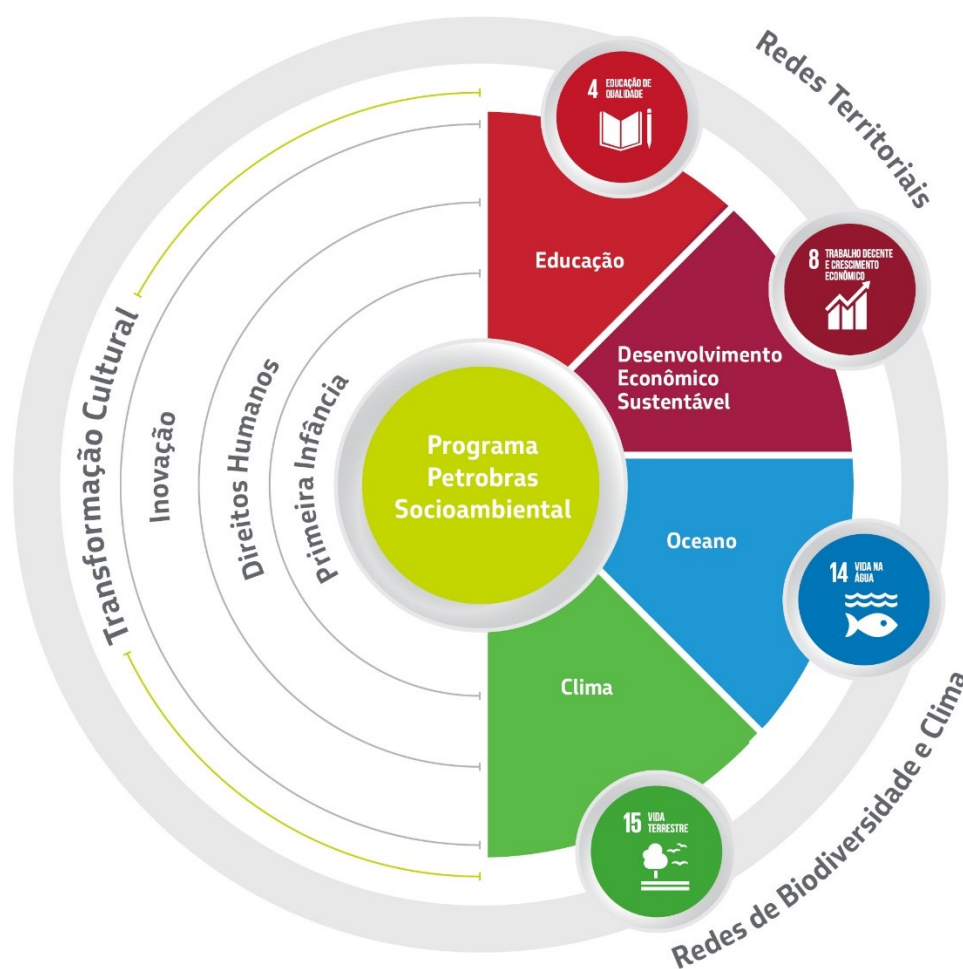 Redes Territoriais
4 EDUCAÇÃO DE
QUALIDADE
Educação
8 TRABALHO DECENTE
E CRESCIMENTO
ECONÔMICO
Desenvolvimento
Econômico
Sustentável
Transformação Cultural
Inovação
Direitos Humanos
Primeira Infância
Programa
Petrobras
Socioambiental
Oceano
14 VIDA NA
ÁGUA
Clima
15 VIDA
TERRESTRE
Redes de Biodiversidade e Clima